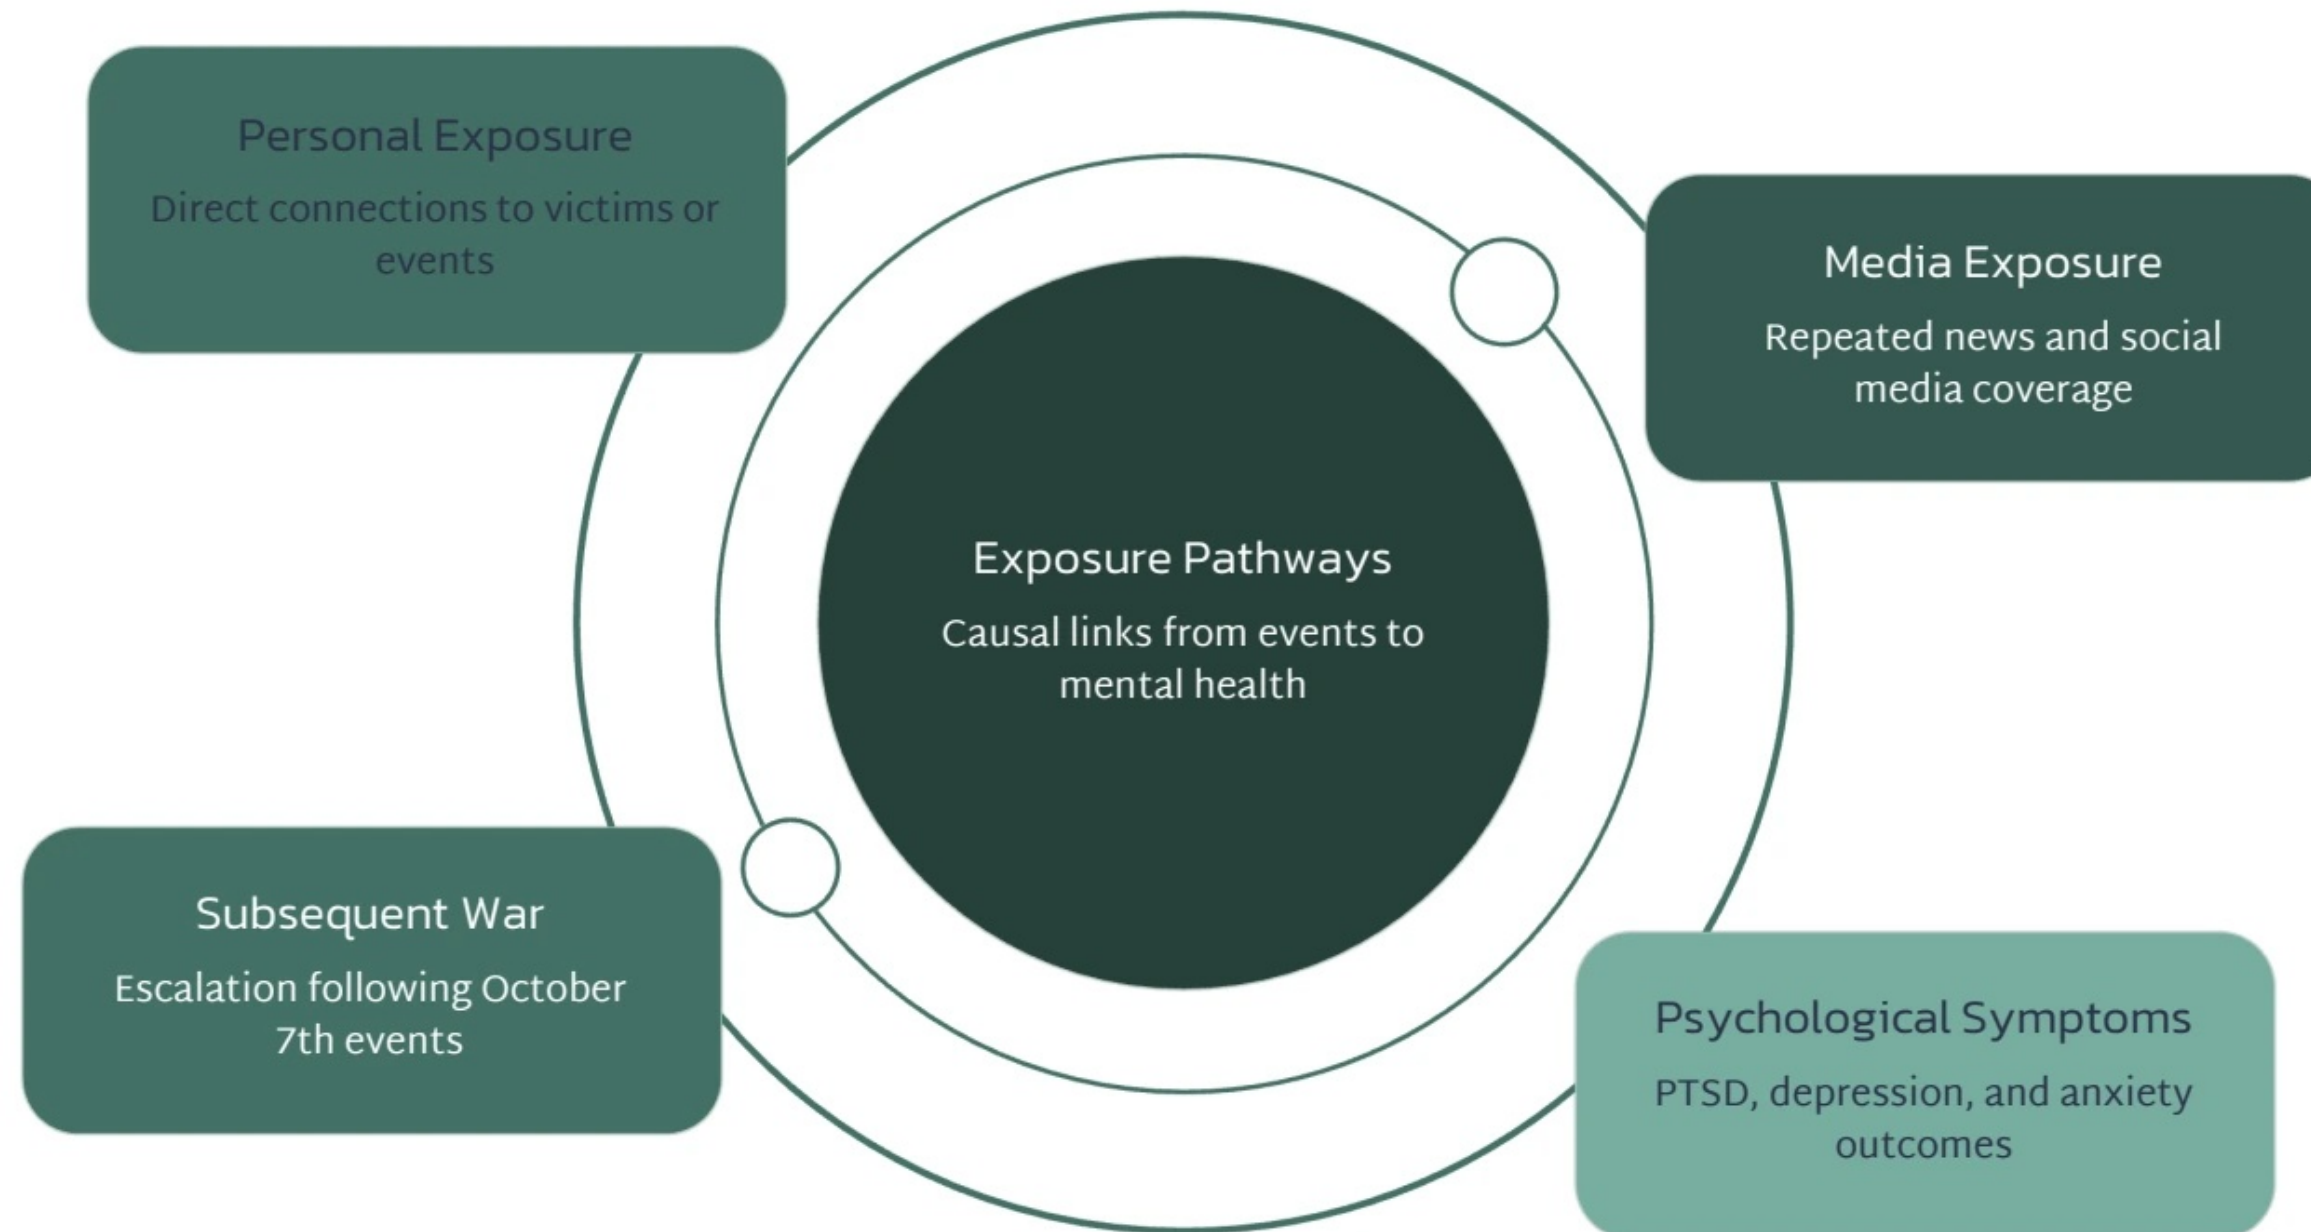 Personal Exposure
Direct connections to victims or
events
Media Exposure
Repeated news and social
media coverage
Exposure Pathways
Causal links from events to
mental health
Subsequent War
Escalation following October
7th events
Psychological Symptoms
PTSD, depression, and anxiety
outcomes